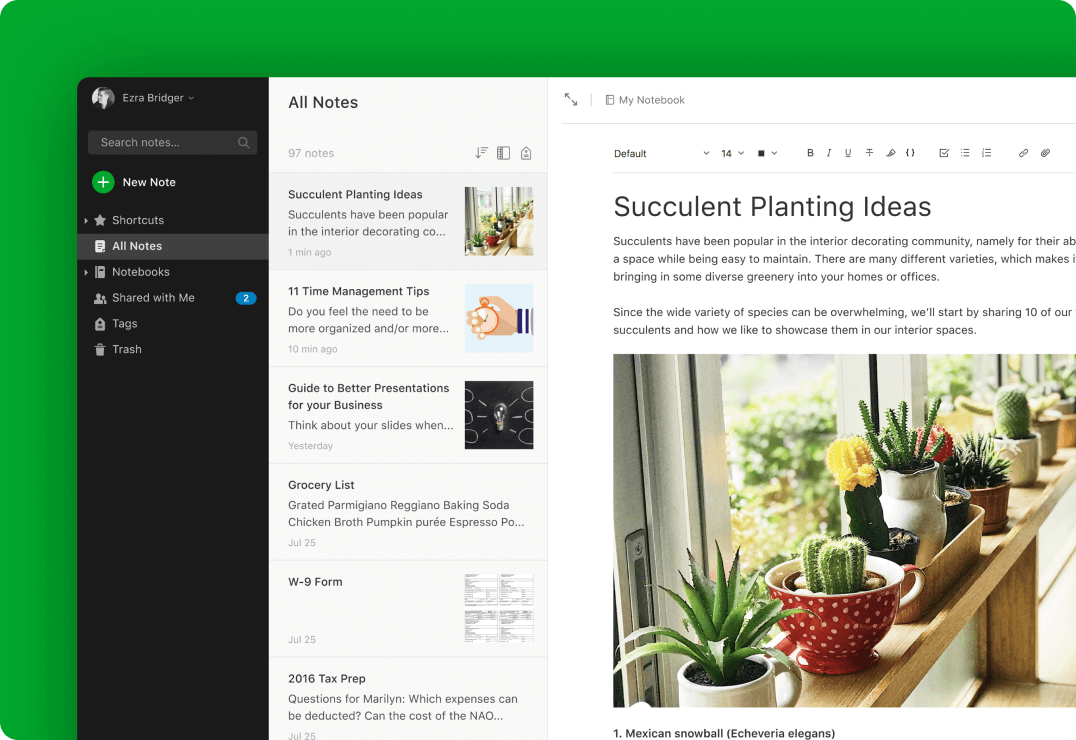 Ezra Bridger
Search notes...
New Note
Shortcuts
All Notes
Notebooks
Shared with Me 2
Tags
Trash
All Notes
97 notes
Succulent Planting Ideas
Succulents have been popular
in the interior decorating co...
1 min ago
11 Time Management Tips
Do you feel the need to be
more organized and/or more...
10 min ago
Guide to Better Presentations
for your Business
Think about your slides when...
Yesterday
Grocery List
Grated Parmigiano Reggiano Baking Soda
Chicken Broth Pumpkin purée Espresso Po...
Jul 25
W-9 Form
Jul 25
2016 Tax Prep
Questions for Marilyn: Which expenses can
be deducted? Can the cost of the NAO...
Jul 25
My Notebook
Default 14 B I U T {}
Succulent Planting Ideas
Succulents have been popular in the interior decorating community, namely for their
a space while being easy to maintain. There are many different varieties, which makes
bringing in some diverse greenery into your homes or offices.
Since the wide variety of species can be overwhelming, we'll start by sharing 10 of our
succulents and how we like to showcase them in our interior spaces.
1. Mexican snowball (Echeveria elegans)